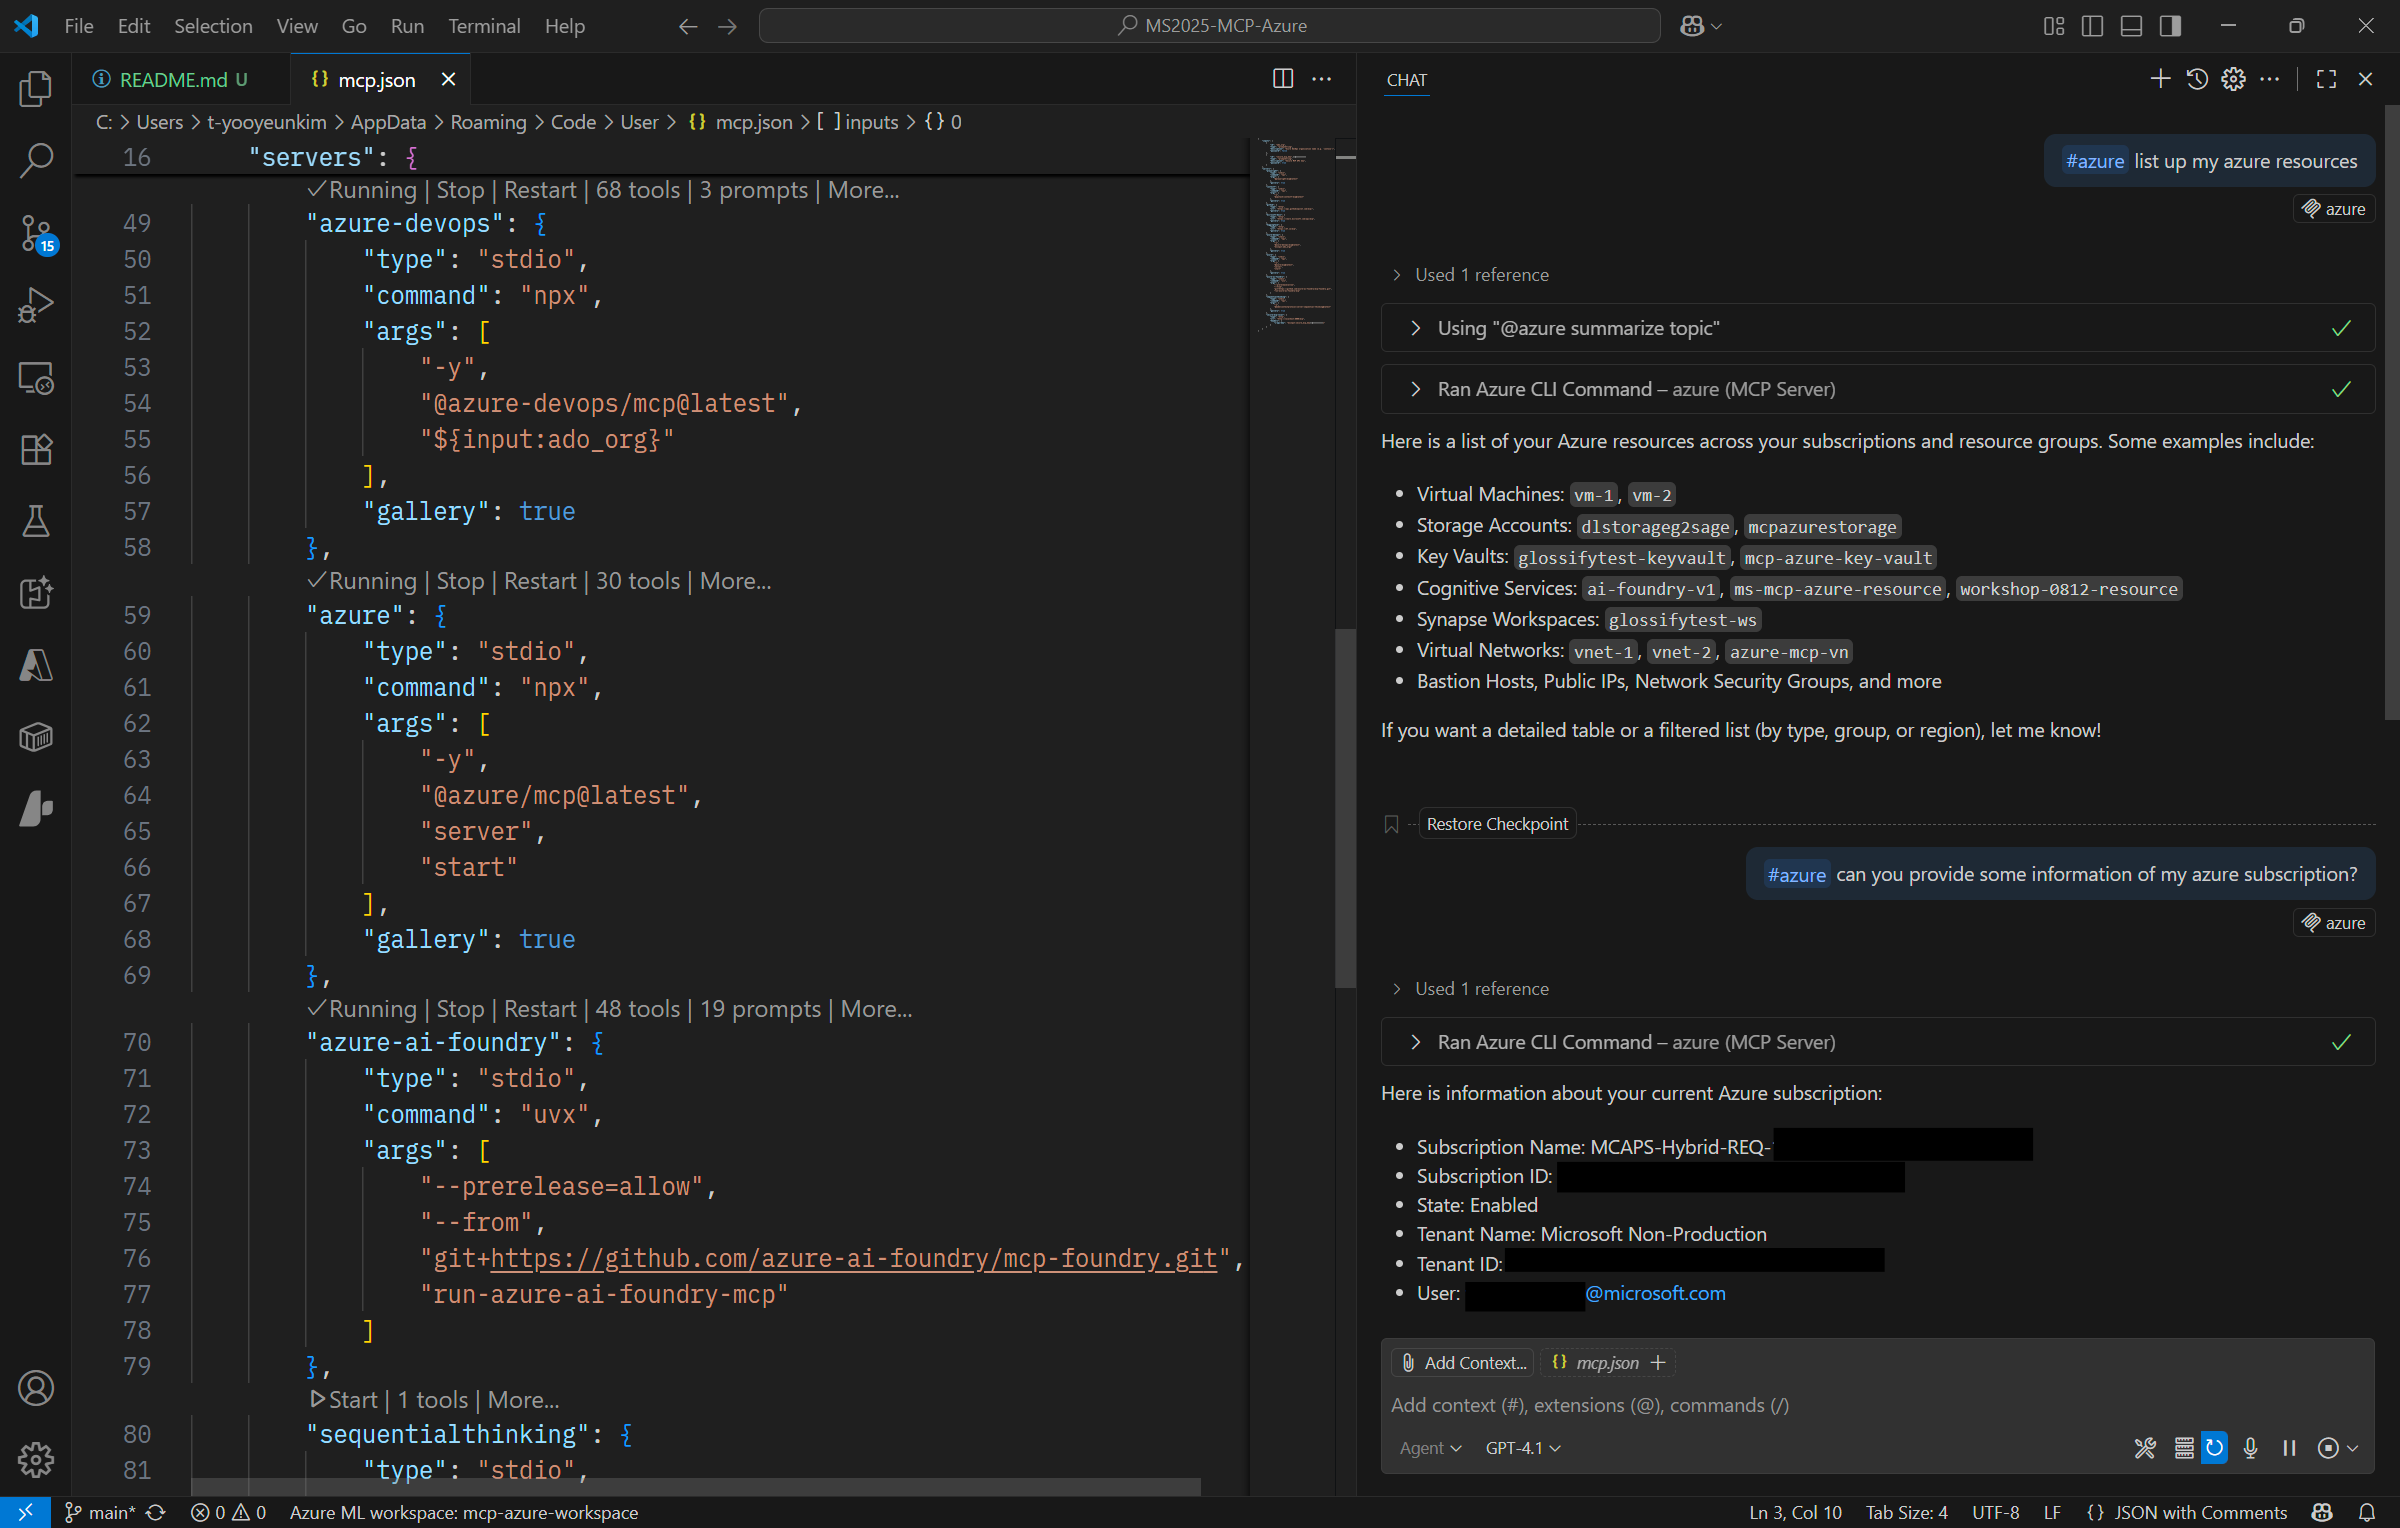 File Edit Selection View Go Run Terminal Help
MS2025-MCP-Azure
README.md U
{} mcp.json
C: > Users > t-yooyeunkim > AppData > Roaming > Code > User > {} mcp.json > [ ] inputs > {} 0
16 "servers": {
✓Running | Stop | Restart | 68 tools | 3 prompts | More...
49 "azure-devops": {
50 "type": "stdio",
51 "command": "npx",
52 "args": [
53 "-y",
54 "@azure-devops/mcp@latest",
55 "${input:ado_org}"
56 ],
57 "gallery": true
58 },
✓Running | Stop | Restart | 30 tools | More...
59 "azure": {
60 "type": "stdio",
61 "command": "npx",
62 "args": [
63 "-y",
64 "@azure/mcp@latest",
65 "server",
66 "start"
67 ],
68 "gallery": true
69 },
✓Running | Stop | Restart | 48 tools | 19 prompts | More...
70 "azure-ai-foundry": {
71 "type": "stdio",
72 "command": "uvx",
73 "args": [
74 "--prerelease=allow",
75 "--from",
76 "git+https://github.com/azure-ai-foundry/mcp-foundry.git",
77 "run-azure-ai-foundry-mcp"
78 ]
79 },
Start | 1 tools | More...
80 "sequentialthinking": {
81 "type": "stdio",
15
CHAT
#azure list up my azure resources
azure
Used 1 reference
Using "@azure summarize topic"
Ran Azure CLI Command – azure (MCP Server)
Here is a list of your Azure resources across your subscriptions and resource groups. Some examples include:
• Virtual Machines: vm-1, vm-2
• Storage Accounts: dlstorageg2sage, mcpazurestorage
• Key Vaults: glossifytest-keyvault, mcp-azure-key-vault
• Cognitive Services: ai-foundry-v1, ms-mcp-azure-resource, workshop-0812-resource
• Synapse Workspaces: glossifytest-ws
• Virtual Networks: vnet-1, vnet-2, azure-mcp-vn
• Bastion Hosts, Public IPs, Network Security Groups, and more
If you want a detailed table or a filtered list (by type, group, or region), let me know!
Restore Checkpoint
#azure can you provide some information of my azure subscription?
azure
Used 1 reference
Ran Azure CLI Command – azure (MCP Server)
Here is information about your current Azure subscription:
• Subscription Name: MCAPS-Hybrid-REQ-
• Subscription ID:
• State: Enabled
• Tenant Name: Microsoft Non-Production
• Tenant ID:
• User: @microsoft.com
Add Context... {} mcp.json +
Add context (#), extensions (@), commands (/)
Agent GPT-4.1
main* 0 0 Azure ML workspace: mcp-azure-workspace
Ln 3, Col 10 Tab Size: 4 UTF-8 LF {} JSON with Comments